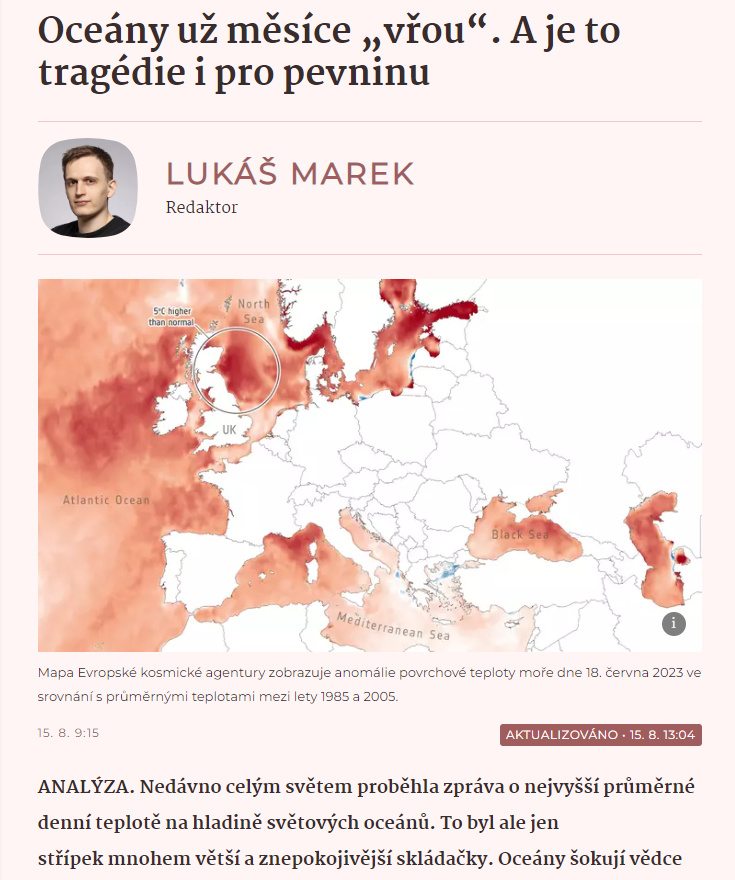 Oceány už měsíce „vřou“. A je to
tragédie i pro pevninu
LUKÁŠ MAREK
Redaktor
5°C higher
than normal
North
Sea
UK
Atlantic Ocean
Black Sea
Mediterranean Sea
i
Mapa Evropské kosmické agentury zobrazuje anomálie povrchové teploty moře dne 18. června 2023 ve
srovnání s průměrnými teplotami mezi lety 1985 a 2005.
15. 8. 9:15
AKTUALIZOVÁNO • 15. 8. 13:04
ANALÝZA. Nedávno celým světem proběhla zpráva o nejvyšší průměrné
denní teplotě na hladině světových oceánů. To byl ale jen
střípek mnohem větší a znepokojivější skládačky. Oceány šokují vědce